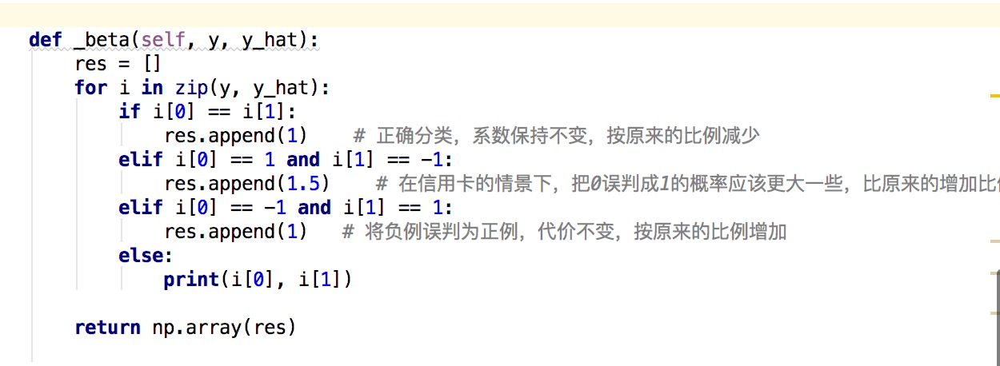 def _beta(self, y, y_hat):
    res = []
    for i in zip(y, y_hat):
        if i[0] == i[1]:
            res.append(1)    # 正确分类，系数保持不变，按原来的比例减少
        elif i[0] == 1 and i[1] == -1:
            res.append(1.5)    # 在信用卡的情景下，把0误判成1的概率应该更大一些，比原来的增加比
        elif i[0] == -1 and i[1] == 1:
            res.append(1)   # 将负例误判为正例，代价不变，按原来的比例增加
        else:
            print(i[0], i[1])
    return np.array(res)